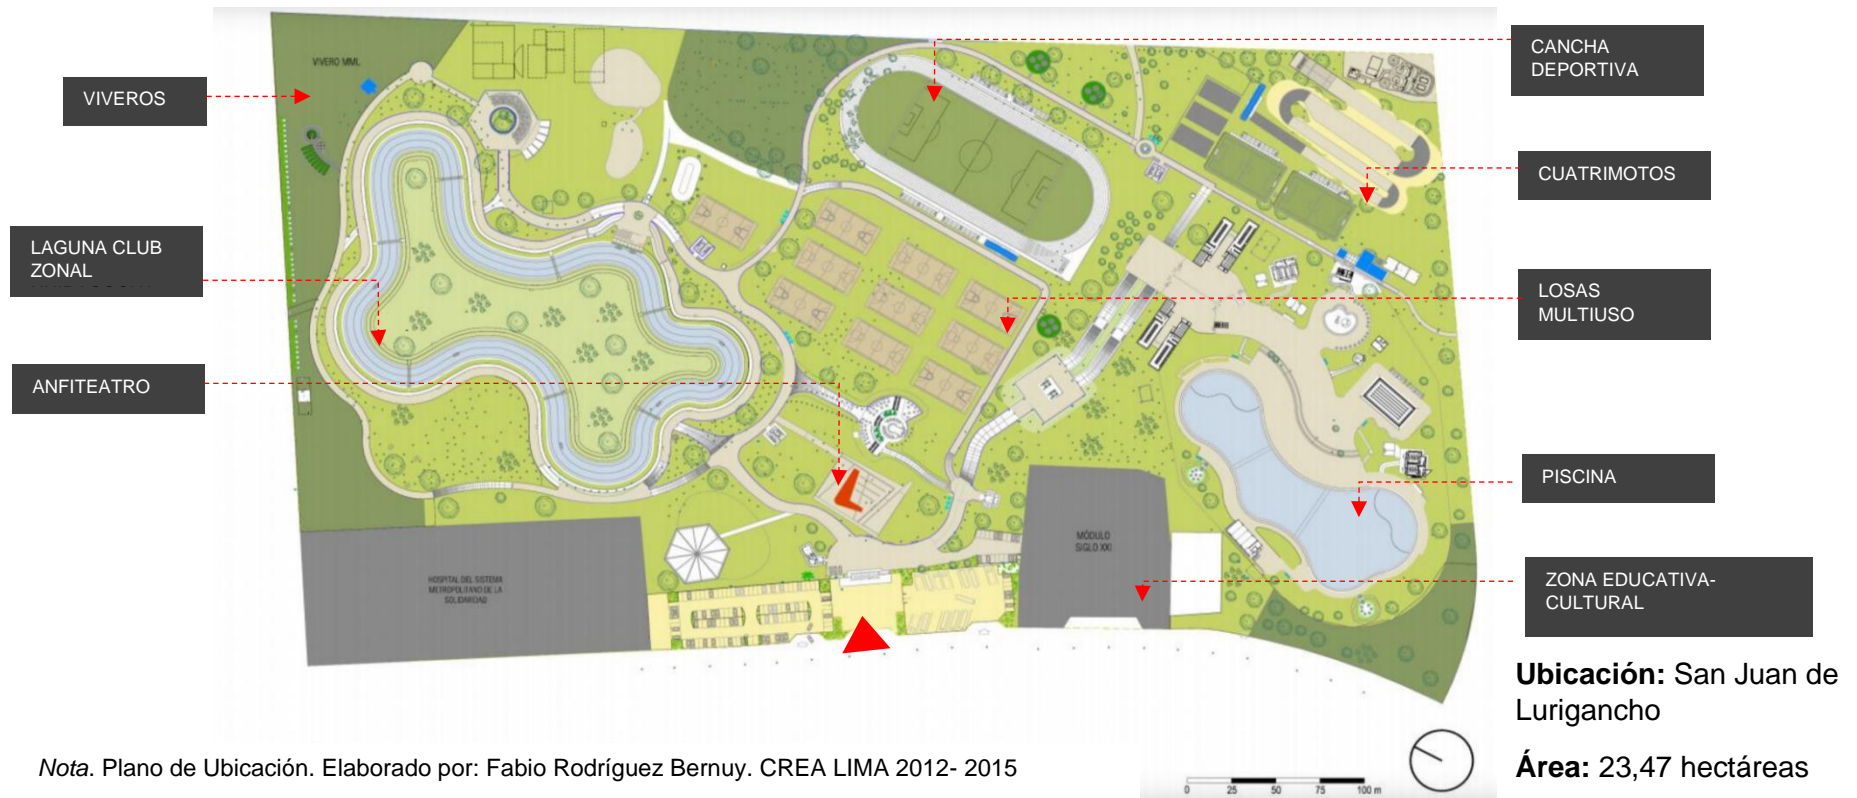 VIVERO MML
VIVEROS
LAGUNA CLUB
ZONAL
ANFITEATRO
CANCHA
DEPORTIVA
CUATRIMOTOS
LOSAS
MULTIUSO
PISCINA
ZONA EDUCATIVA-
CULTURAL
HOSPITAL DEL SISTEMA
METROPOLITANO DE LA
SOLIDARIDAD
MÓDULO
SIGLO XXI
Ubicación: San Juan de
Lurigancho
Área: 23,47 hectáreas
0 25 50 75 100 m
Nota. Plano de Ubicación. Elaborado por: Fabio Rodríguez Bernuy. CREA LIMA 2012- 2015